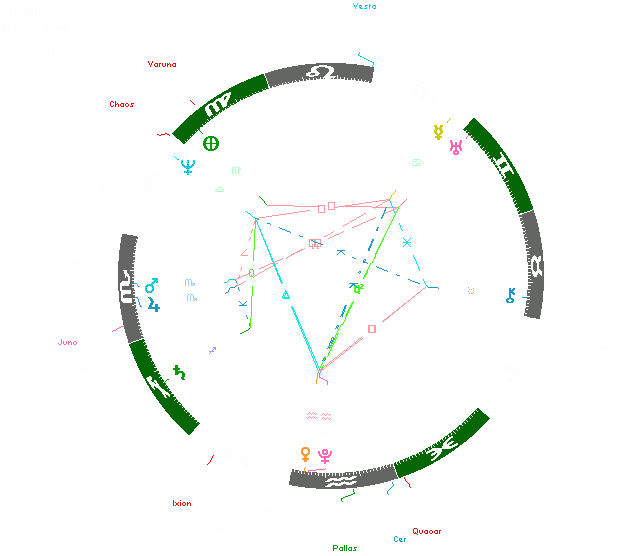 Vesta
Varuna
Chaos
Juno
Ixion
Quaoar
Cer
Pallas